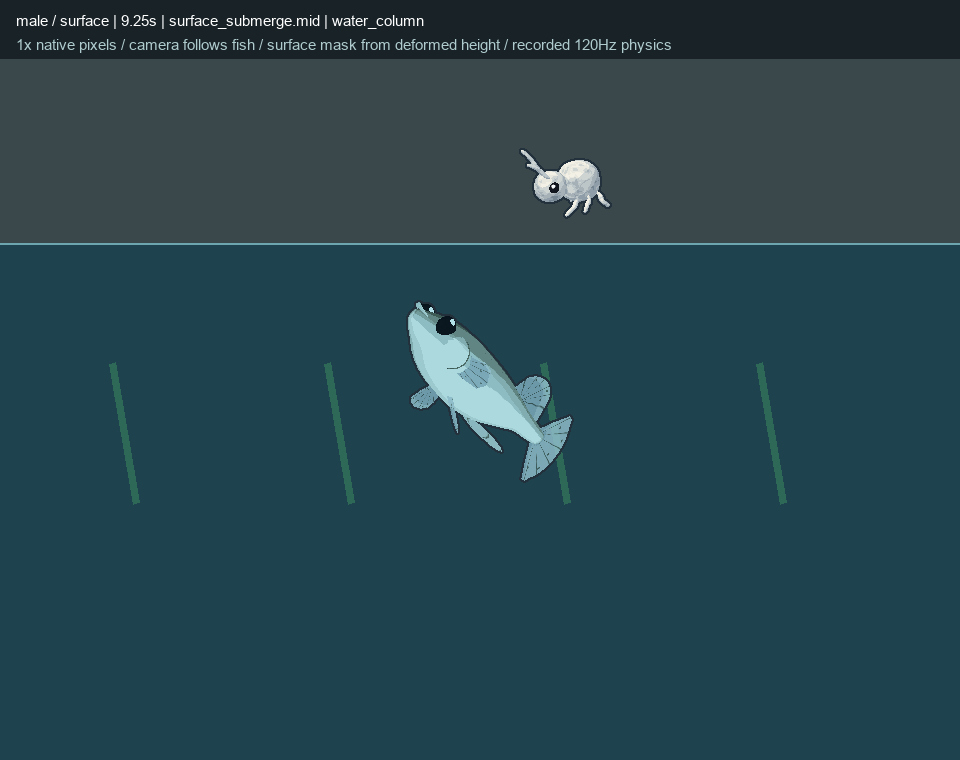 male / surface | 9.25s | surface_submerge.mid | water_column
1x native pixels / camera follows fish / surface mask from deformed height / recorded 120Hz physics